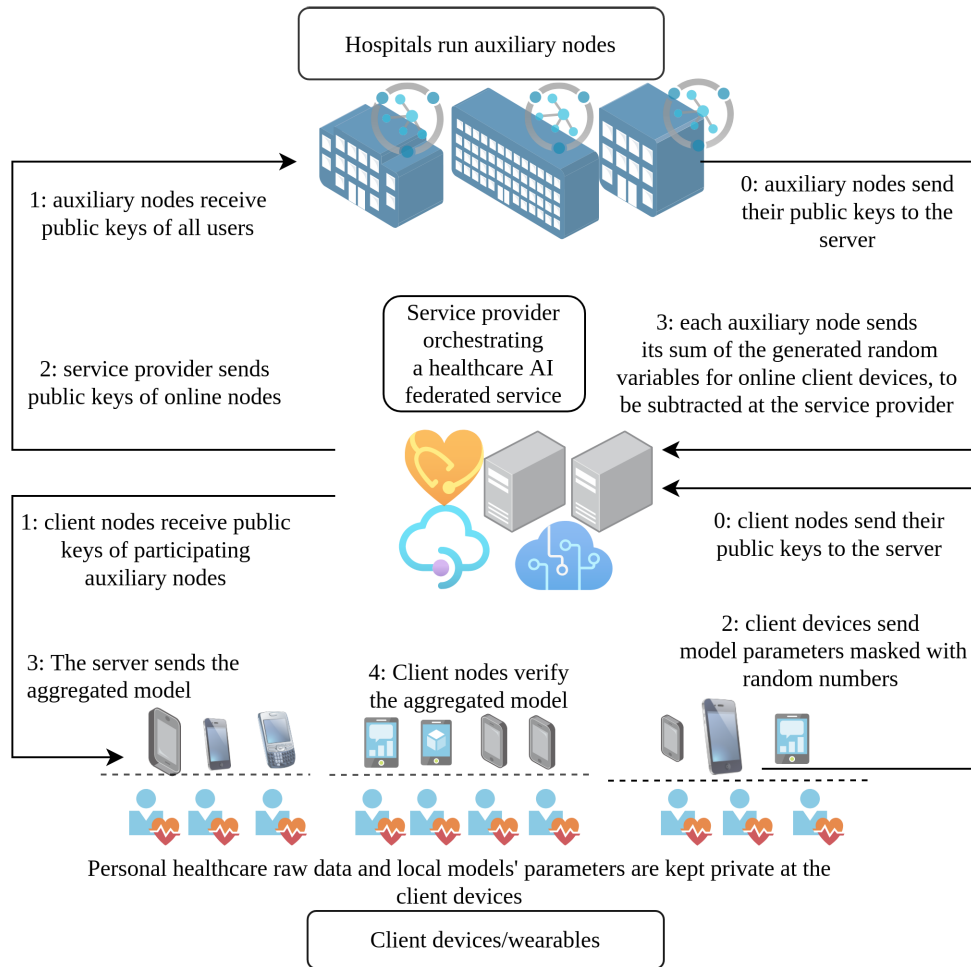 Hospitals run auxiliary nodes
1: auxiliary nodes receive
public keys of all users
0: auxiliary nodes send
their public keys to the
server
2: service provider sends
public keys of online nodes
Service provider
orchestrating
a healthcare AI
federated service
3: each auxiliary node sends
its sum of the generated random
variables for online client devices, to
be subtracted at the service provider
1: client nodes receive public
keys of participating
auxiliary nodes
0: client nodes send their
public keys to the server
3: The server sends the
aggregated model
4: Client nodes verify
the aggregated model
2: client devices send
model parameters masked with
random numbers
Personal healthcare raw data and local models' parameters are kept private at the
client devices
Client devices/wearables